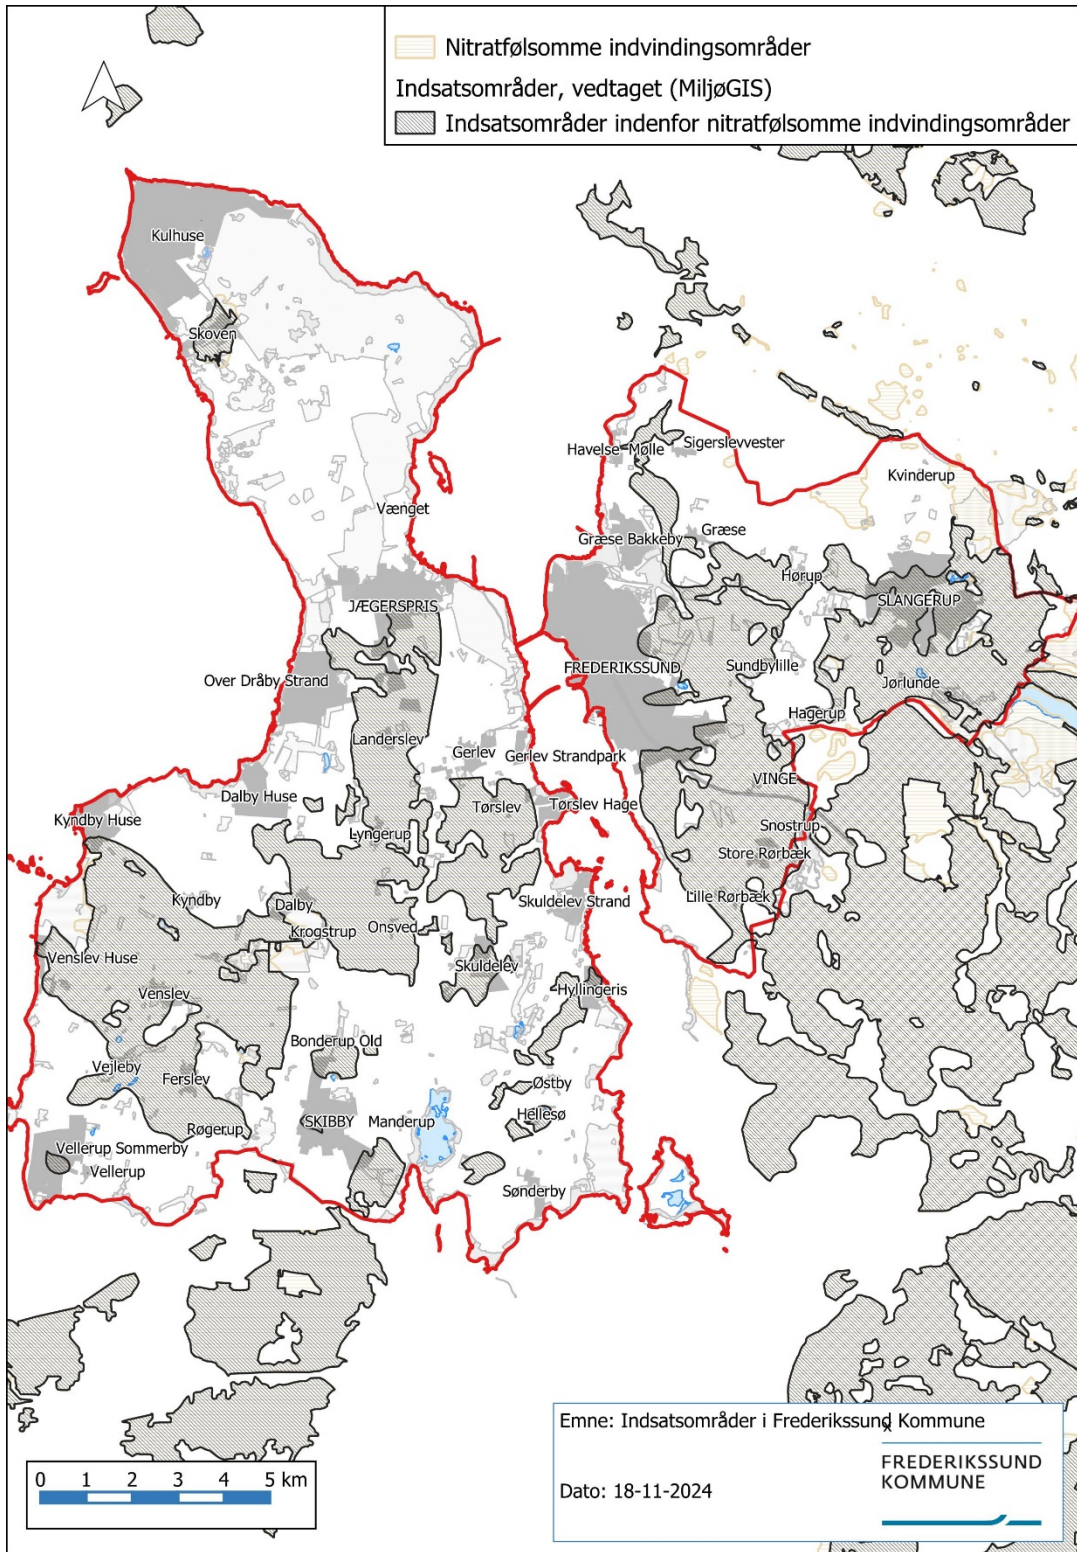 Nitratfølsomme indvindingsområder
Indsatsområder, vedtaget (MiljøGIS)
Indsatsområder indenfor nitratfølsomme indvindingsområder
Kulhuse
Skoven
Havelse Mølle
Sigerslevvester
Kvinderup
Vænget
Græse Bakkeby
Græse
Hørup
JÆGERSPRIS
SLANGERUP
FREDERIKSSUND
Sundbylille
Over Dråby Strand
Jørlunde
Hagerup
Landerslev
Gerlev
Gerlev Strandpark
VINGE
Dalby Huse
Tørslev
Tørslev Hage
Kyndby Huse
Lyngerup
Snostrup
Store Rørbæk
Kyndby
Dalby
Krogstrup
Onsved
Skuldelev Strand
Lille Rørbæk
Venslev Huse
Skuldelev
Venslev
Hyllingeris
Bonderup Old
Vejleby
Ferslev
Østby
Hellesø
Røgerup
SKIBBY
Manderup
Vellerup Sommerby
Vellerup
Sønderby
0 1 2 3 4 5 km
Emne: Indsatsområder i Frederikssund Kommune
x
FREDERIKSSUND
KOMMUNE
Dato: 18-11-2024